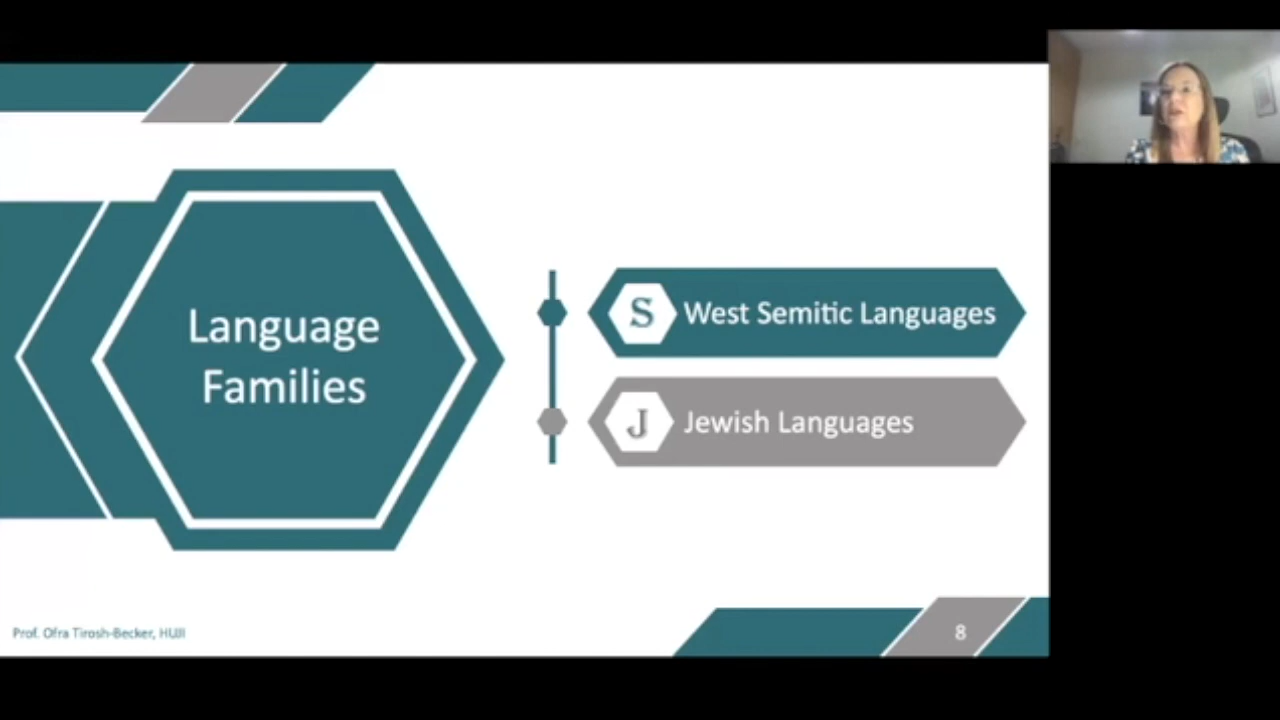 Language
Families
S West Semitic Languages
J Jewish Languages
Prof. Ofra Tirosh-Becker, HUJI
8